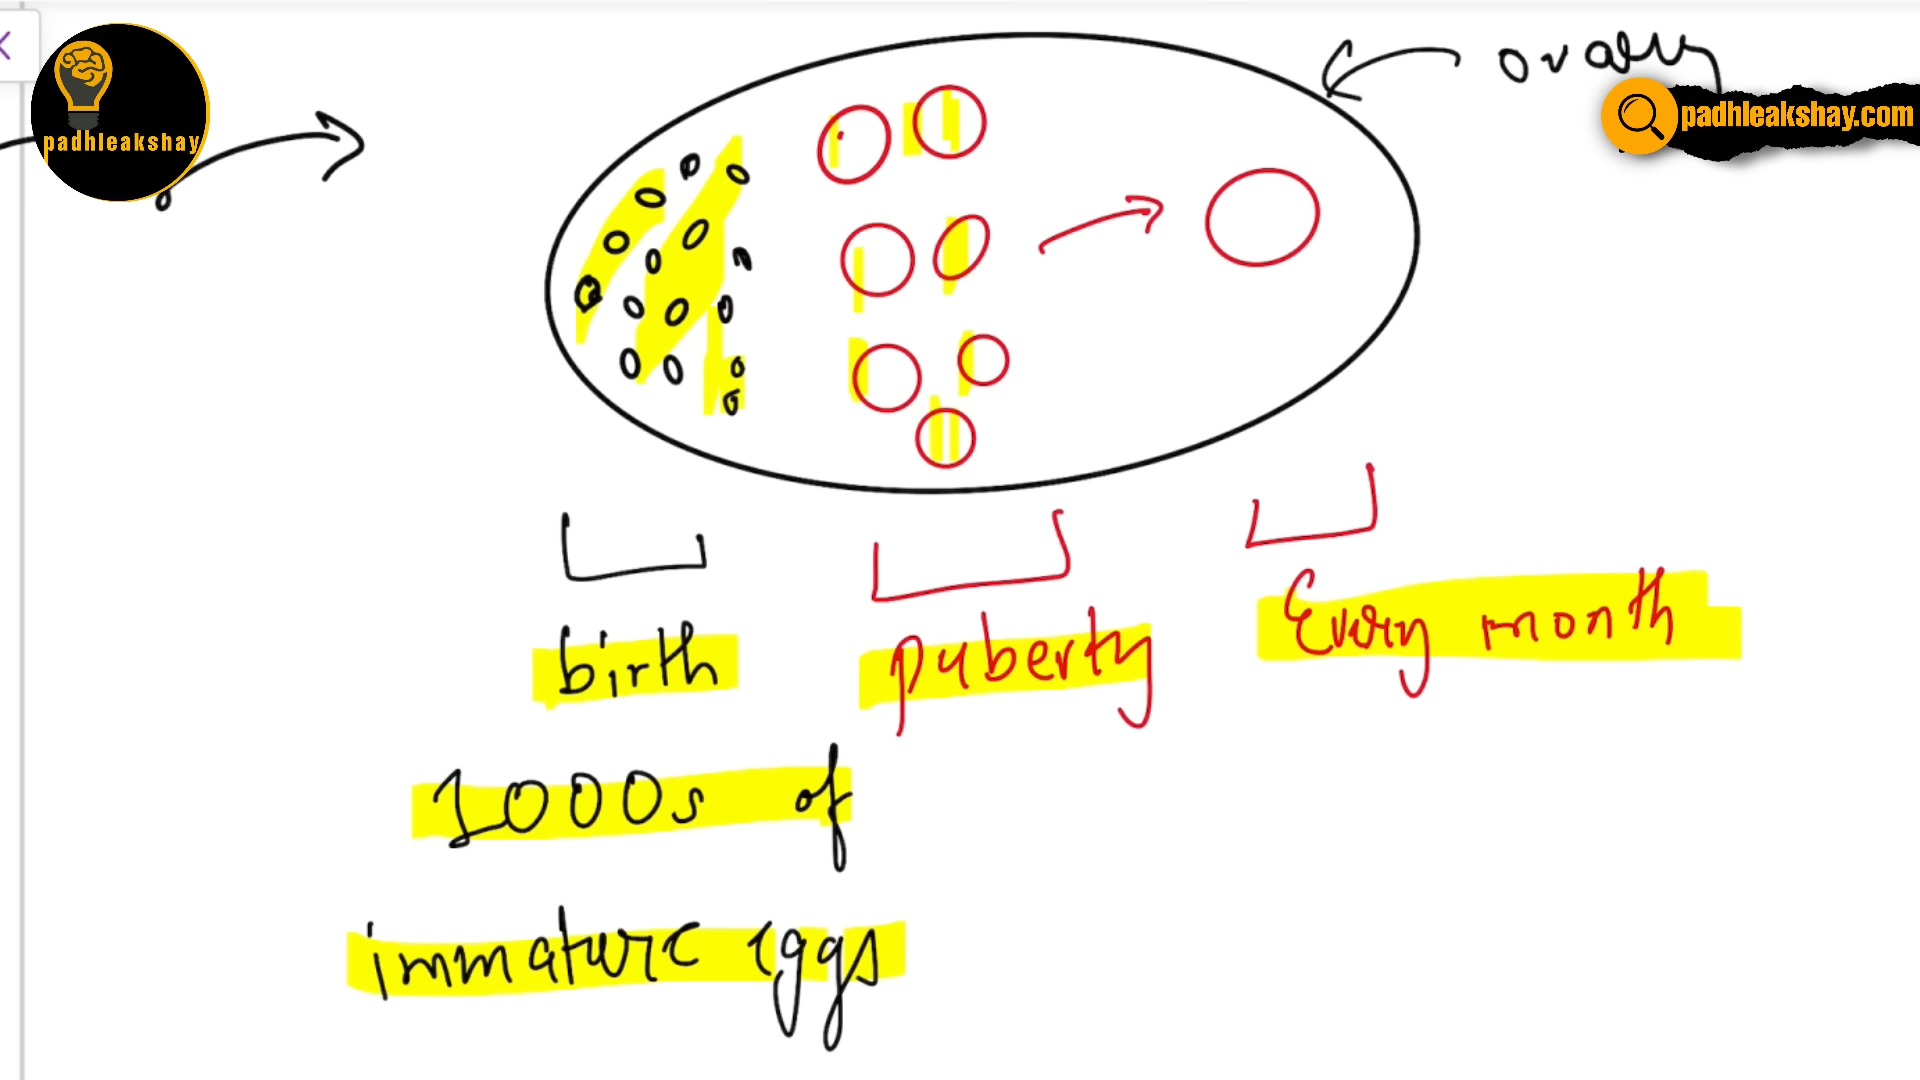 ovary
padhleakshay
padhleakshay.com
birth
puberty
Every month
1000s of
immature eggs